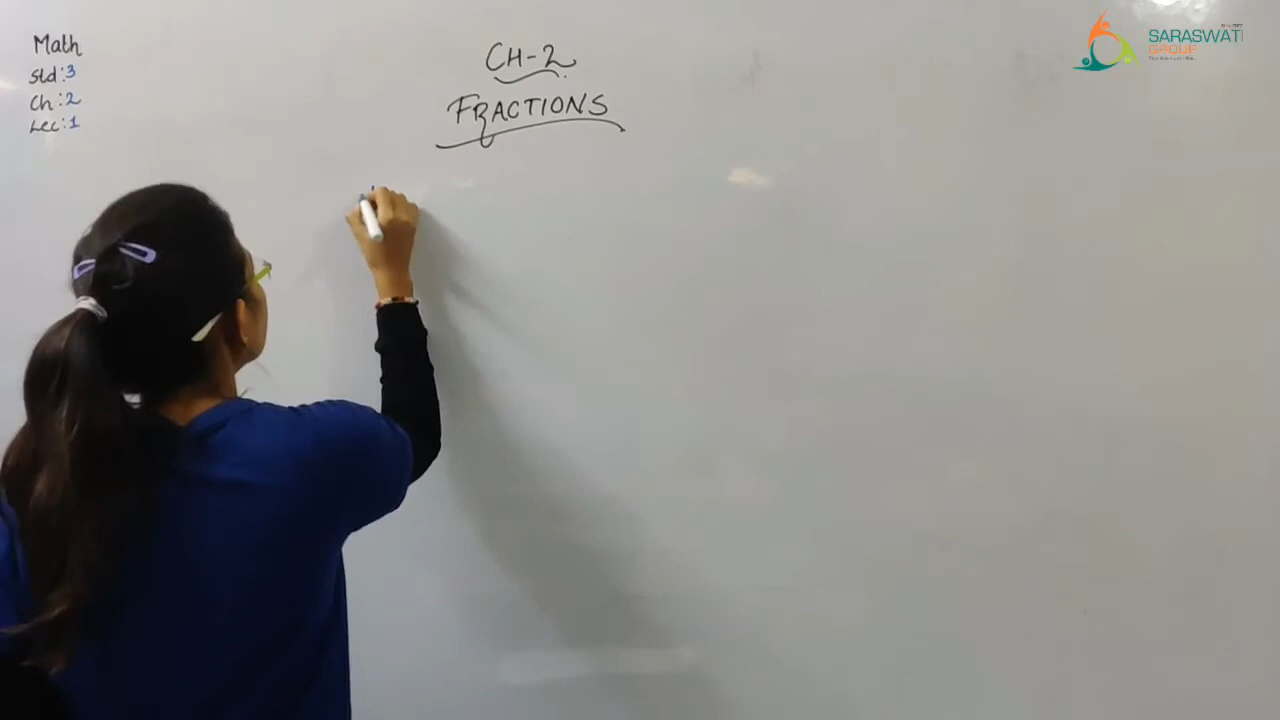 Math
Std:3
Ch:2
Lec:1
CH-2
FRACTIONS
SARASWATI
GROUP